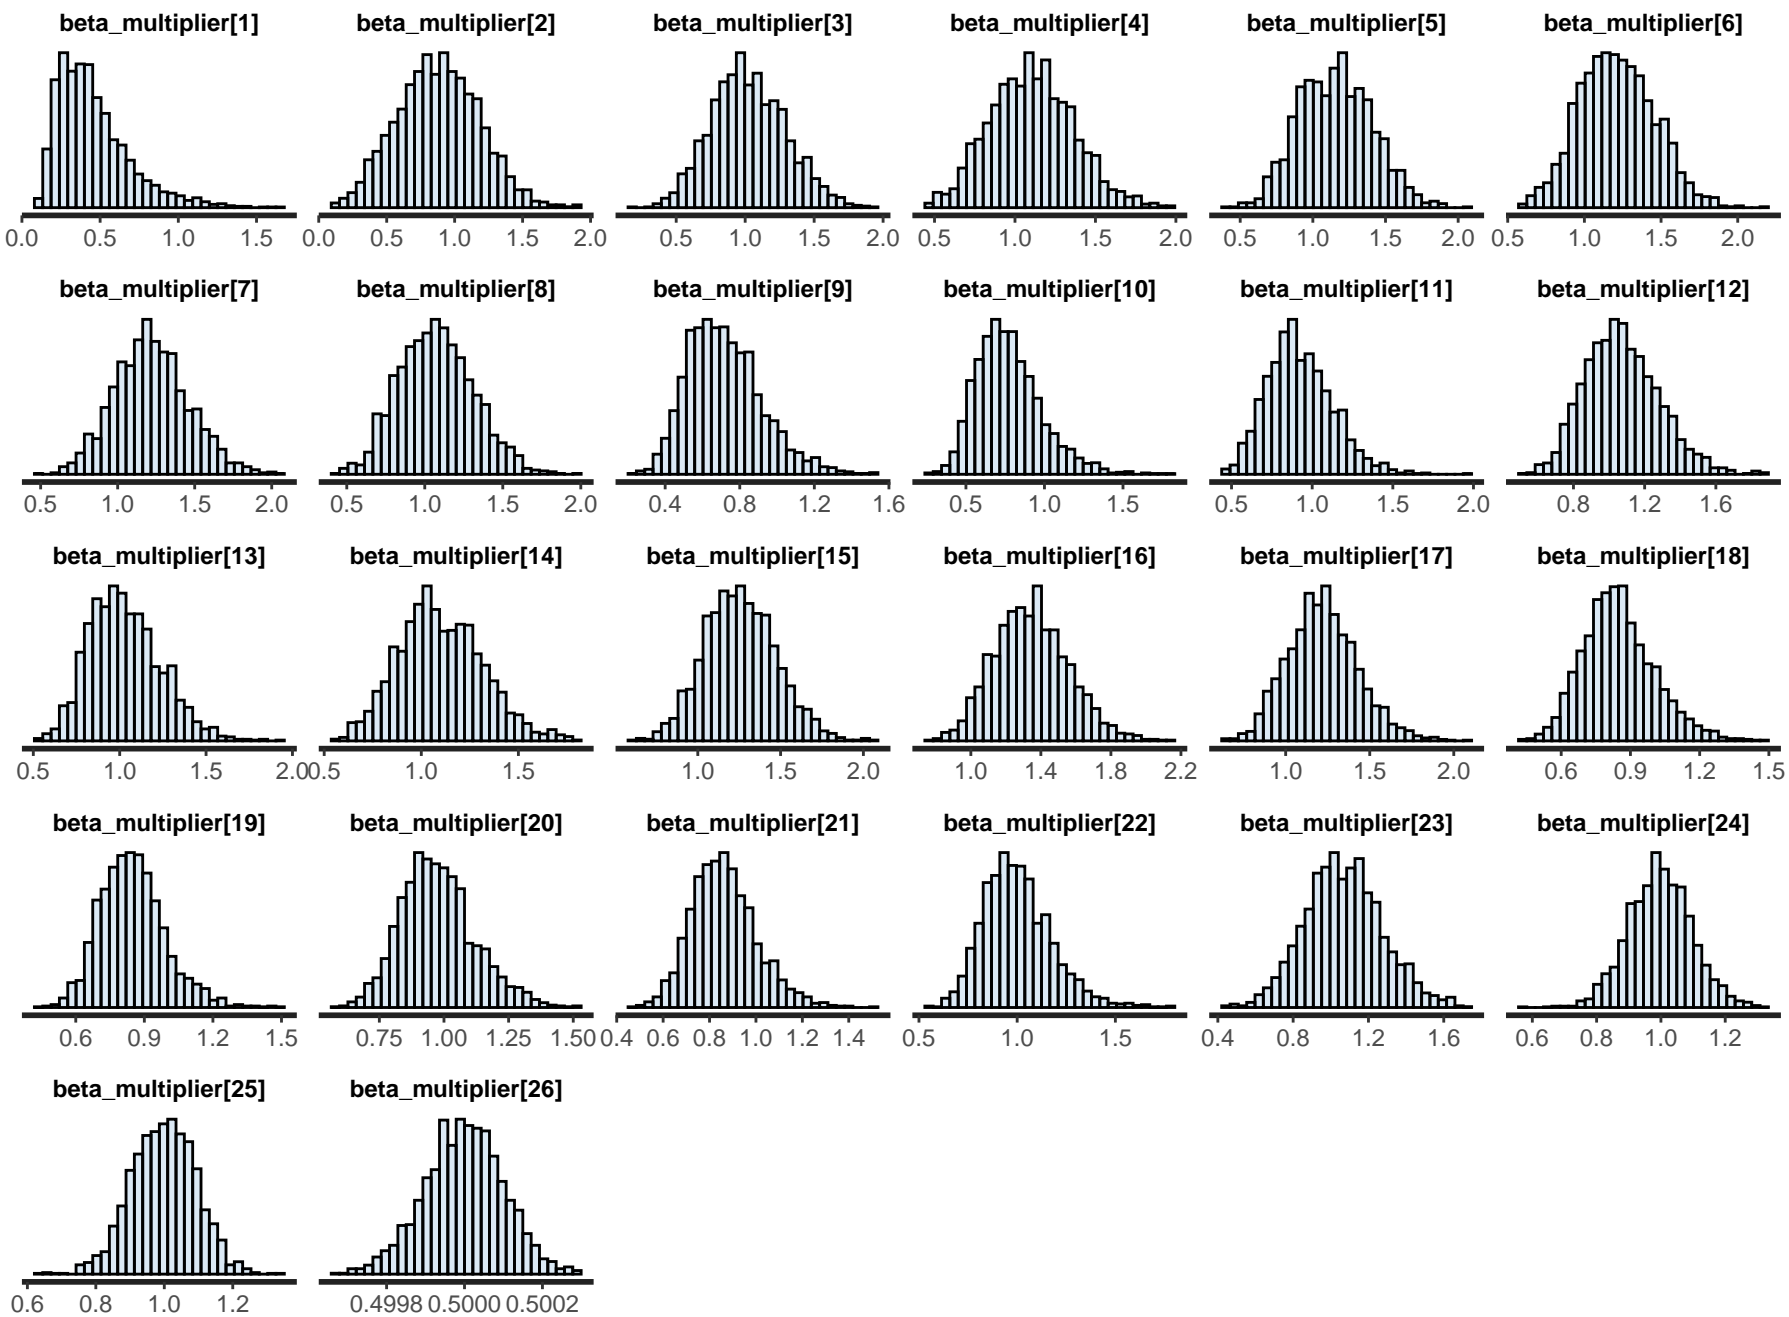 beta_multiplier[1] beta_multiplier[2] beta_multiplier[3] beta_multiplier[4] beta_multiplier[5] beta_multiplier[6]
0.0 0.5 1.0 1.5 0.0 0.5 1.0 1.5 2.0 0.5 1.0 1.5 2.0 0.5 1.0 1.5 2.0 0.5 1.0 1.5 2.0 0.5 1.0 1.5 2.0
beta_multiplier[7] beta_multiplier[8] beta_multiplier[9] beta_multiplier[10] beta_multiplier[11] beta_multiplier[12]
0.5 1.0 1.5 2.0 0.5 1.0 1.5 2.0 0.4 0.8 1.2 1.6 0.5 1.0 1.5 0.5 1.0 1.5 2.0 0.8 1.2 1.6
beta_multiplier[13] beta_multiplier[14] beta_multiplier[15] beta_multiplier[16] beta_multiplier[17] beta_multiplier[18]
0.5 1.0 1.5 2.0 0.5 1.0 1.5 1.0 1.5 2.0 1.0 1.4 1.8 2.2 1.0 1.5 2.0 0.6 0.9 1.2 1.5
beta_multiplier[19] beta_multiplier[20] beta_multiplier[21] beta_multiplier[22] beta_multiplier[23] beta_multiplier[24]
0.6 0.9 1.2 1.5 0.75 1.00 1.25 1.50 0.4 0.6 0.8 1.0 1.2 1.4 0.5 1.0 1.5 0.4 0.8 1.2 1.6 0.6 0.8 1.0 1.2
beta_multiplier[25] beta_multiplier[26]
0.6 0.8 1.0 1.2 0.4998 0.5000 0.5002